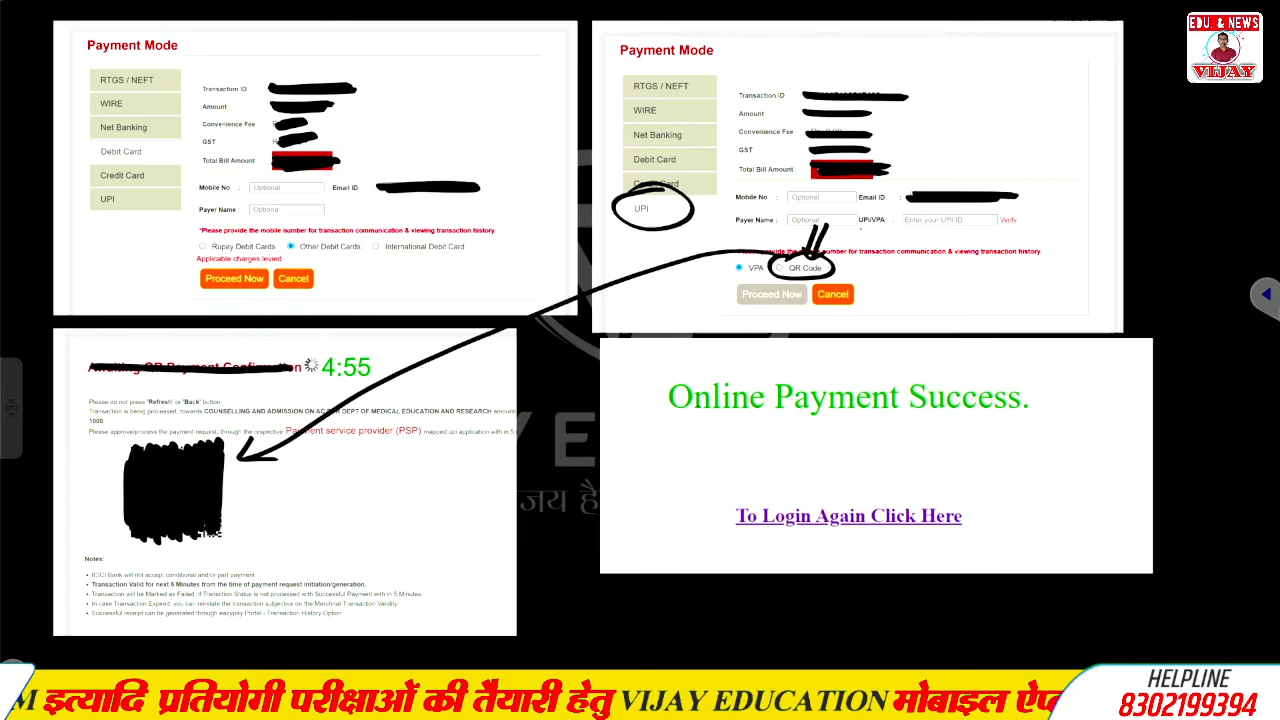 Payment Mode
RTGS / NEFT
WIRE
Net Banking
Debit Card
Credit Card
UPI
Transaction ID
Amount
Convenience Fee
GST
Total Bill Amount
Mobile No : Optional Email ID
Payer Name : Optional
*Please provide the mobile number for transaction communication & viewing transaction history.
Rupay Debit Cards Other Debit Cards International Debit Card
Applicable charges levied.
Proceed Now Cancel
Payment Mode
RTGS / NEFT
WIRE
Net Banking
Debit Card
Credit Card
UPI
Transaction ID
Amount
Convenience Fee
GST
Total Bill Amount
Mobile No : Optional Email ID :
Payer Name : Optional UPI/VPA : Enter your UPI ID Verify
number for transaction communication & viewing transaction history.
VPA QR Code
Proceed Now Cancel
EDU. & NEWS
VIJAY
Awaiting QR Payment Confirmation 4:55
Please do not press 'Refresh' or 'Back' button
Transaction is being processed, towards COUNSELLING AND ADMISSION ON AC DEPT OF MEDICAL EDUCATION AND RESEARCH amount
1000
Please approve/process the payment request, through the respective Payment service provider (PSP) mapped upi application with in 5
Notes:
• ICICI Bank will not accept conditional and/or part payment.
• Transaction Valid for next 5 Minutes from the time of payment request initiation/generation.
• Transaction will be Marked as Failed, if Transction Status is not processed with Successful Payment with in 5 Minutes.
• In case Transaction Expired, you can reinitate the transaction subjective on the Merchnat Transaction Validity.
• Successful receipt can be generated through eazypay Portal - Transaction History Option
Online Payment Success.
To Login Again Click Here
जय है
M इत्यादि प्रतियोगी परीक्षाओं की तैयारी हेतु VIJAY EDUCATION मोबाइल ऐप
HELPLINE
8302199394